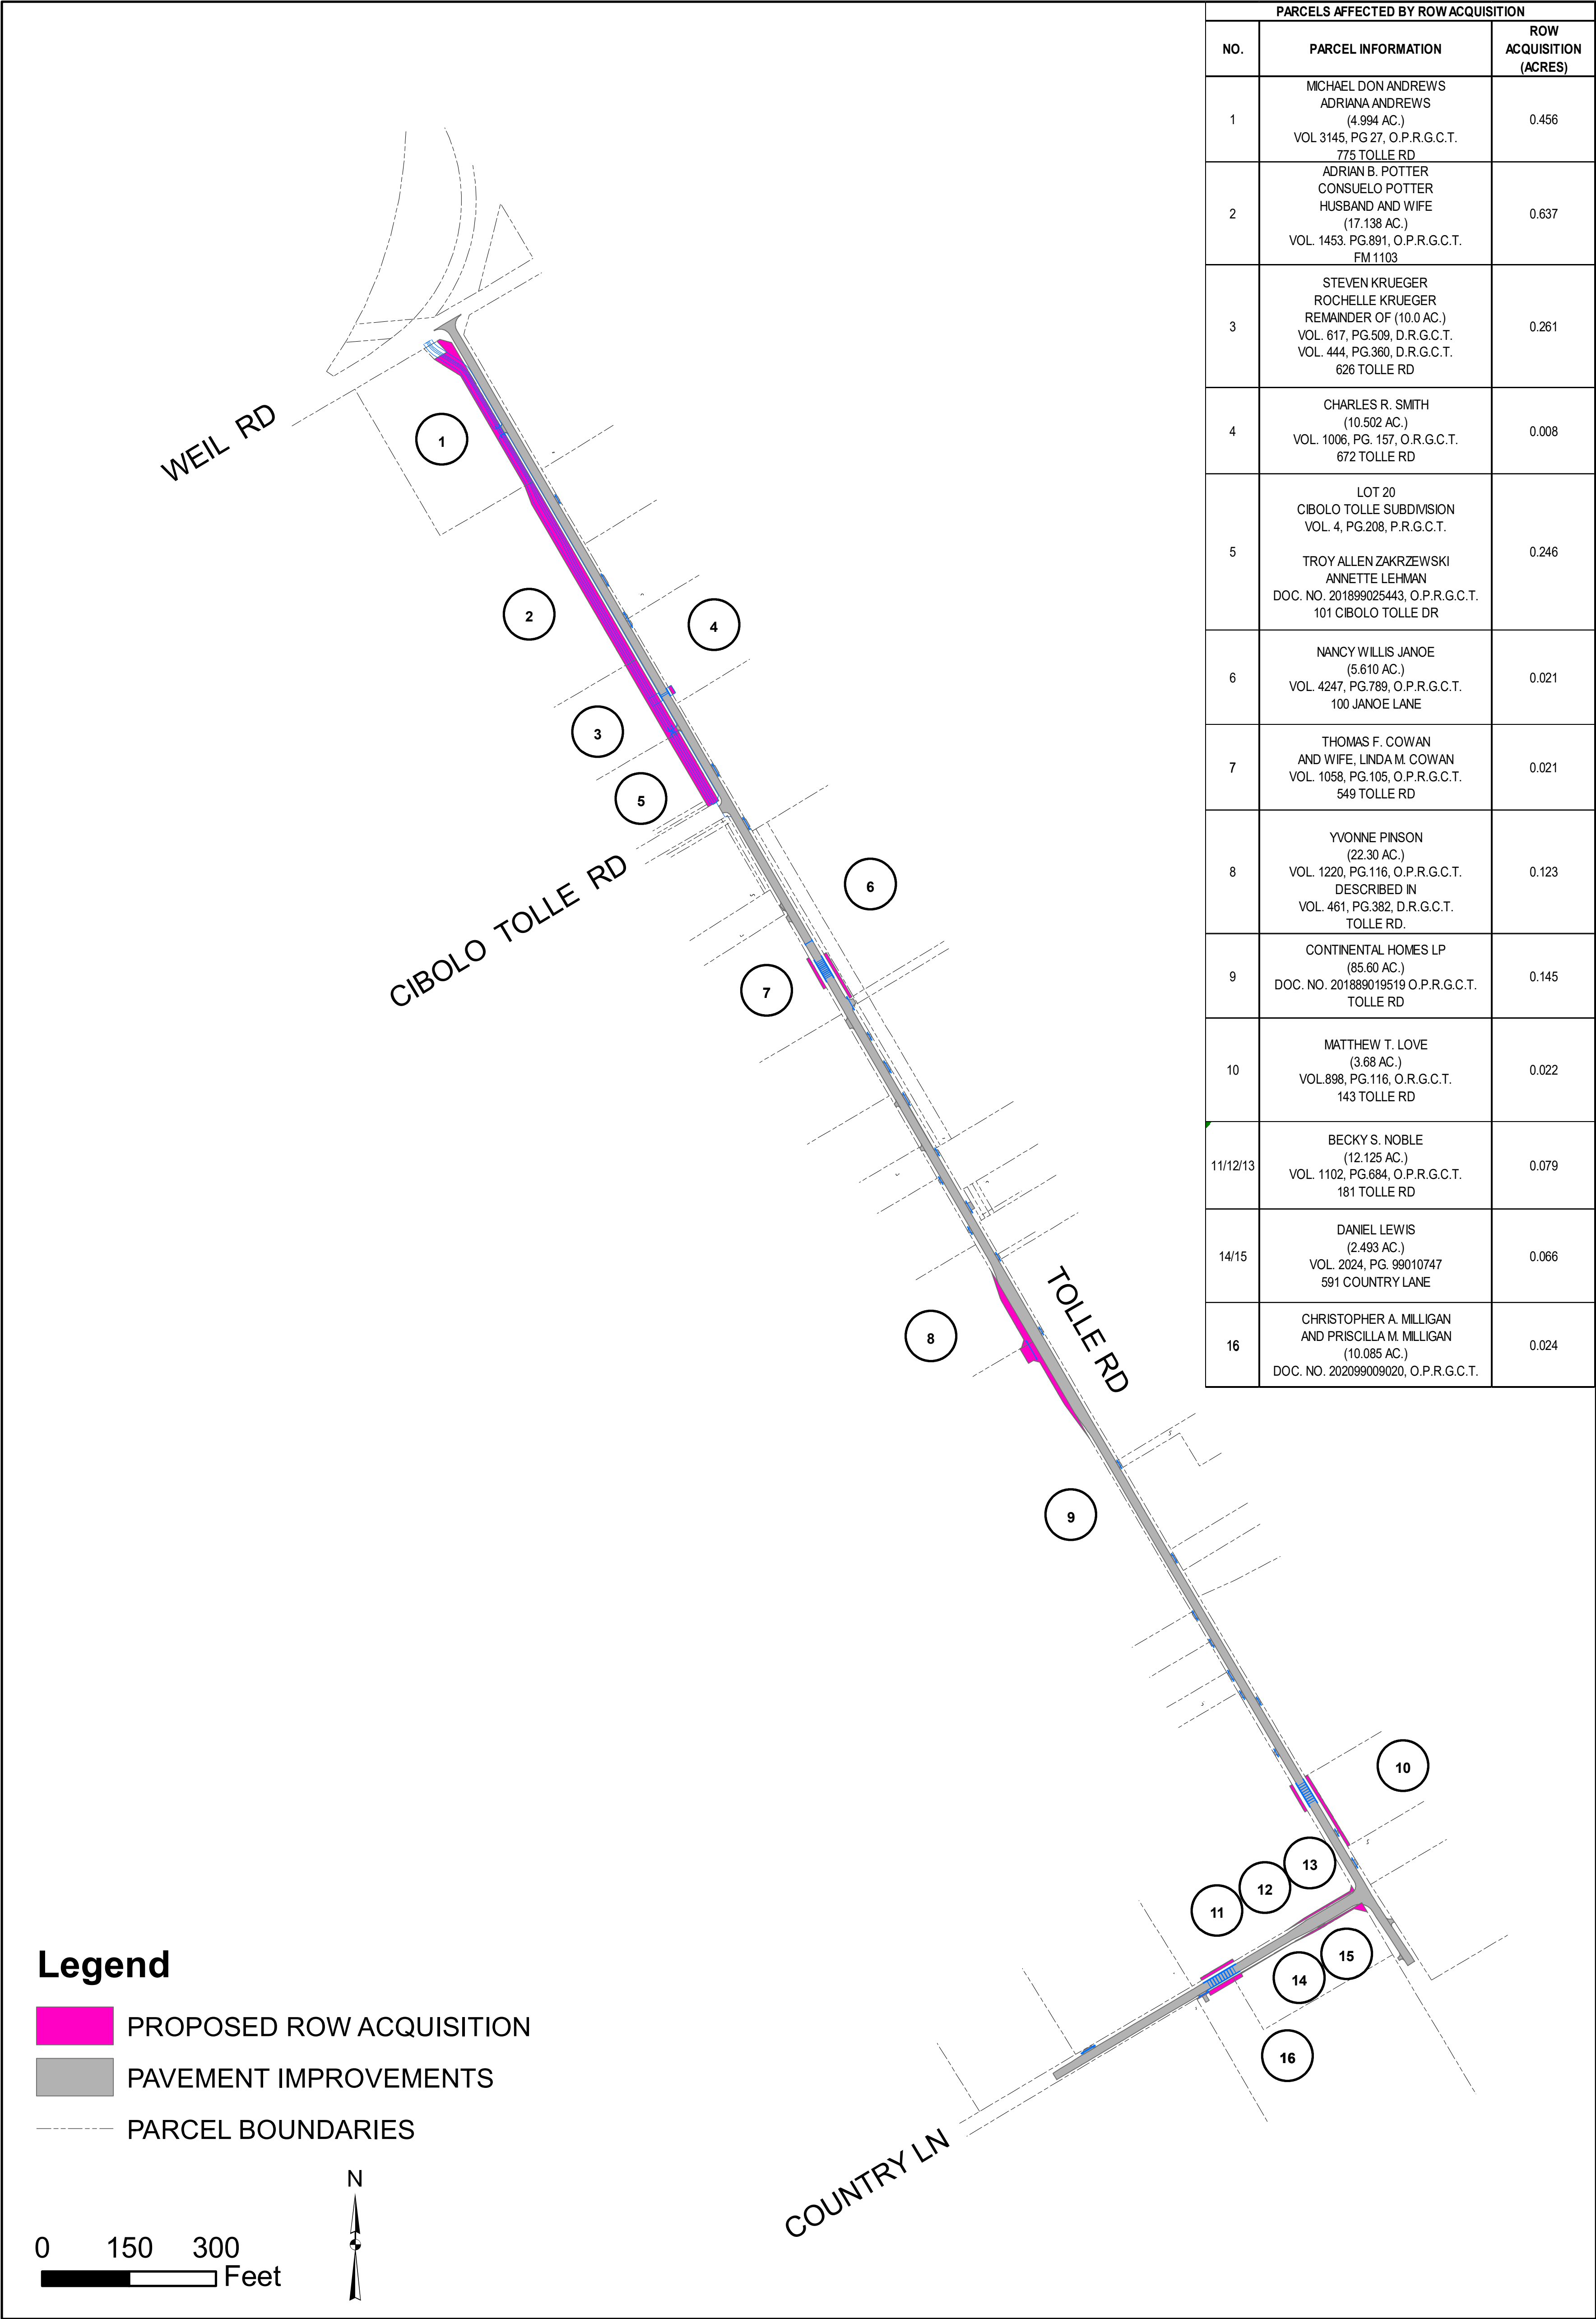 PARCELS AFFECTED BY ROW ACQUISITION
NO.
PARCEL INFORMATION
ROW
ACQUISITION
(ACRES)
1
MICHAEL DON ANDREWS
ADRIANA ANDREWS
(4.994 AC.)
VOL 3145, PG 27, O.P.R.G.C.T.
775 TOLLE RD
0.456
2
ADRIAN B. POTTER
CONSUELO POTTER
HUSBAND AND WIFE
(17.138 AC.)
VOL. 1453. PG.891, O.P.R.G.C.T.
FM 1103
0.637
3
STEVEN KRUEGER
ROCHELLE KRUEGER
REMAINDER OF (10.0 AC.)
VOL. 617, PG.509, D.R.G.C.T.
VOL. 444, PG.360, D.R.G.C.T.
626 TOLLE RD
0.261
4
CHARLES R. SMITH
(10.502 AC.)
VOL. 1006, PG. 157, O.R.G.C.T.
672 TOLLE RD
0.008
5
LOT 20
CIBOLO TOLLE SUBDIVISION
VOL. 4, PG.208, P.R.G.C.T.
TROY ALLEN ZAKRZEWSKI
ANNETTE LEHMAN
DOC. NO. 201899025443, O.P.R.G.C.T.
101 CIBOLO TOLLE DR
0.246
6
NANCY WILLIS JANOE
(5.610 AC.)
VOL. 4247, PG.789, O.P.R.G.C.T.
100 JANOE LANE
0.021
7
THOMAS F. COWAN
AND WIFE, LINDA M. COWAN
VOL. 1058, PG.105, O.P.R.G.C.T.
549 TOLLE RD
0.021
8
YVONNE PINSON
(22.30 AC.)
VOL. 1220, PG.116, O.P.R.G.C.T.
DESCRIBED IN
VOL. 461, PG.382, D.R.G.C.T.
TOLLE RD.
0.123
9
CONTINENTAL HOMES LP
(85.60 AC.)
DOC. NO. 201889019519 O.P.R.G.C.T.
TOLLE RD
0.145
10
MATTHEW T. LOVE
(3.68 AC.)
VOL.898, PG.116, O.R.G.C.T.
143 TOLLE RD
0.022
11/12/13
BECKY S. NOBLE
(12.125 AC.)
VOL. 1102, PG.684, O.P.R.G.C.T.
181 TOLLE RD
0.079
14/15
DANIEL LEWIS
(2.493 AC.)
VOL. 2024, PG. 99010747
591 COUNTRY LANE
0.066
16
CHRISTOPHER A. MILLIGAN
AND PRISCILLA M. MILLIGAN
(10.085 AC.)
DOC. NO. 202099009020, O.P.R.G.C.T.
0.024
WEIL RD
1
2
4
3
5
CIBOLO TOLLE RD
6
7
TOLLE RD
8
9
10
13
12
11
15
14
16
COUNTRY LN
Legend
PROPOSED ROW ACQUISITION
PAVEMENT IMPROVEMENTS
PARCEL BOUNDARIES
N
0 150 300
Feet